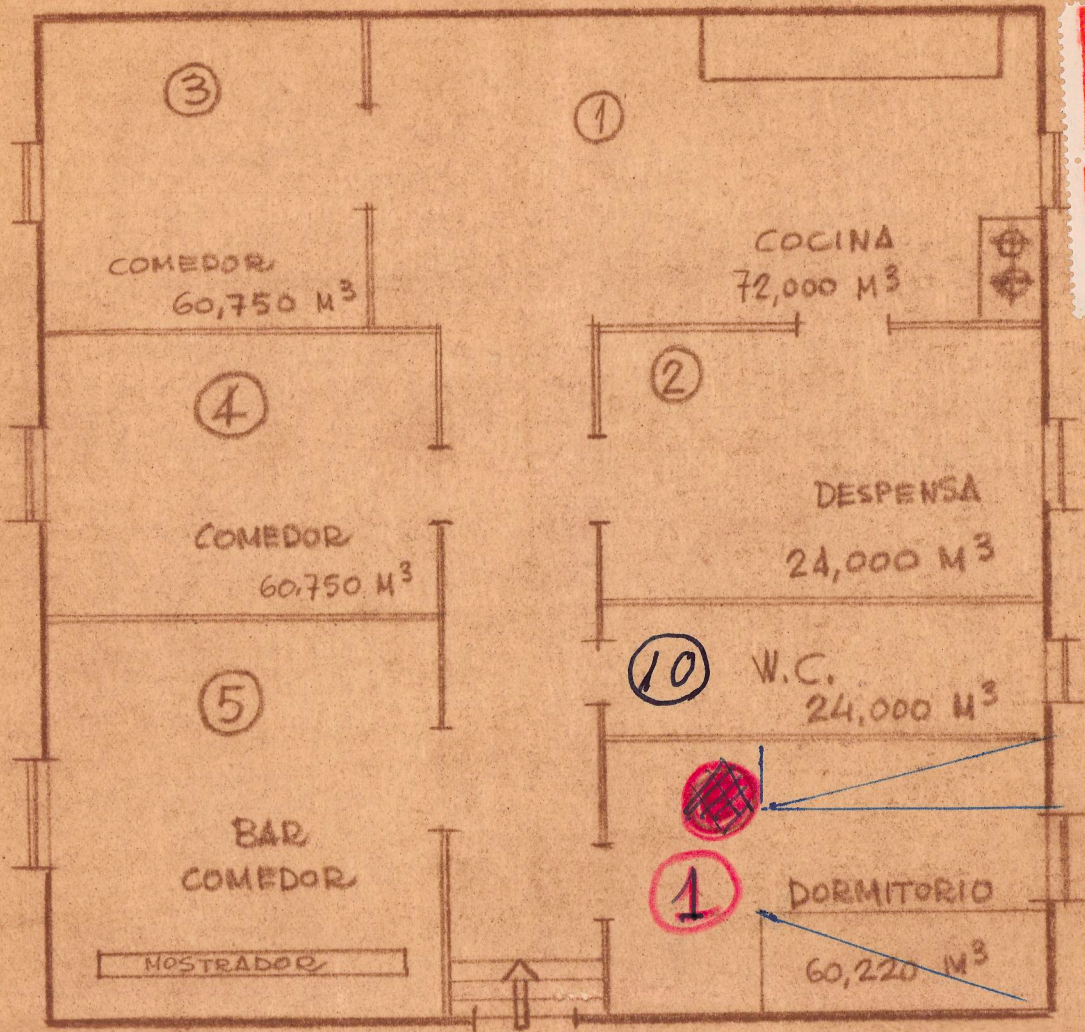 3
1
COMEDOR
60,750 M³
COCINA
72,000 M³
4
2
COMEDOR
60.750 M³
DESPENSA
24,000 M³
5
10
W.C.
24,000 M³
BAR
COMEDOR
1
DORMITORIO
MOSTRADOR
60,220 M³